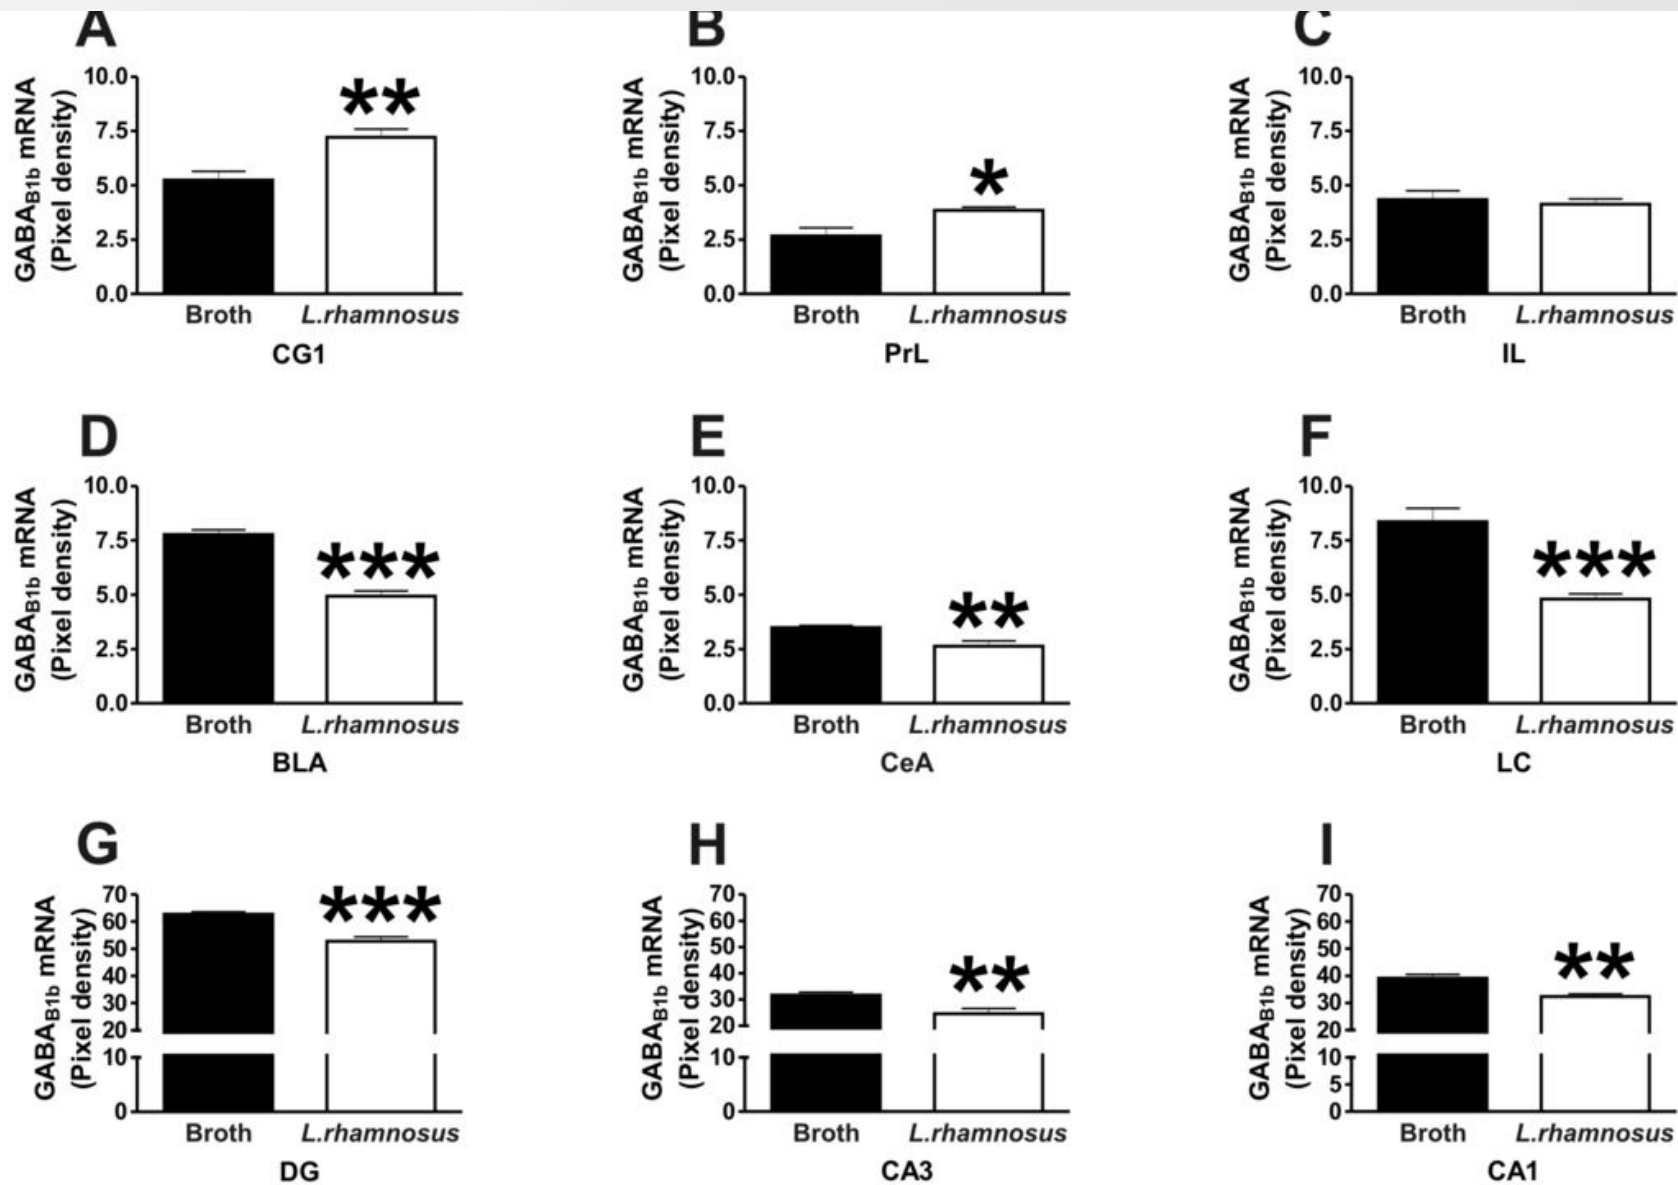 A
GABAB1b mRNA
(Pixel density)
10.0
7.5
5.0
2.5
0.0
**
Broth L.rhamnosus
CG1
B
GABAB1b mRNA
(Pixel density)
10.0
7.5
5.0
2.5
0.0
*
Broth L.rhamnosus
PrL
C
GABAB1b mRNA
(Pixel density)
10.0
7.5
5.0
2.5
0.0
Broth L.rhamnosus
IL
D
GABAB1b mRNA
(Pixel density)
10.0
7.5
5.0
2.5
0.0
***
Broth L.rhamnosus
BLA
E
GABAB1b mRNA
(Pixel density)
10.0
7.5
5.0
2.5
0.0
**
Broth L.rhamnosus
CeA
F
GABAB1b mRNA
(Pixel density)
10.0
7.5
5.0
2.5
0.0
***
Broth L.rhamnosus
LC
G
GABAB1b mRNA
(Pixel density)
70
60
50
40
30
20
10
0
***
Broth L.rhamnosus
DG
H
GABAB1b mRNA
(Pixel density)
70
60
50
40
30
20
10
0
**
Broth L.rhamnosus
CA3
I
GABAB1b mRNA
(Pixel density)
70
60
50
40
30
20
10
5
0
**
Broth L.rhamnosus
CA1